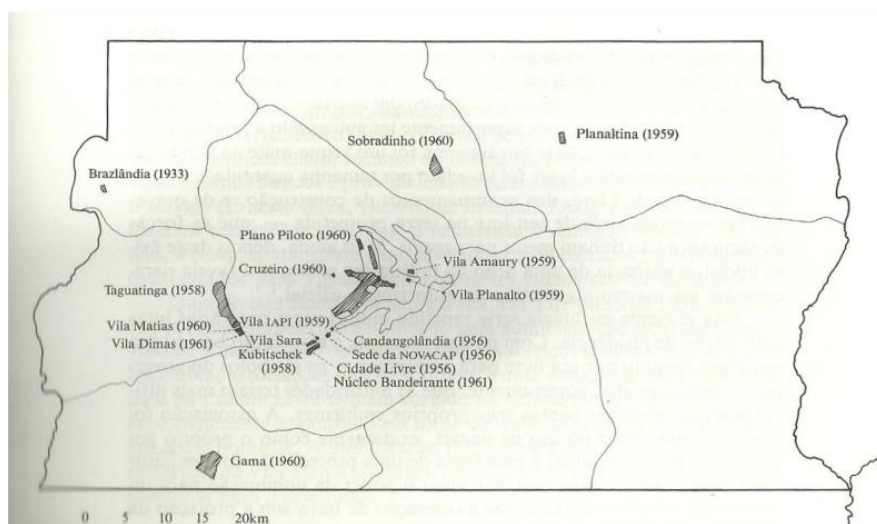 Planaltina (1959)
Sobradinho (1960)
Brazlândia (1933)
Plano Piloto (1960)
Vila Amaury (1959)
Cruzeiro (1960)
Taguatinga (1958)
Vila Planalto (1959)
Vila Matias (1960)
Vila IAPI (1959)
Vila Dimas (1961)
Candangolândia (1956)
Vila Sara
Sede da NOVACAP (1956)
Kubitschek
Cidade Livre (1956)
(1958)
Núcleo Bandeirante (1961)
Gama (1960)
0 5 10 15 20km